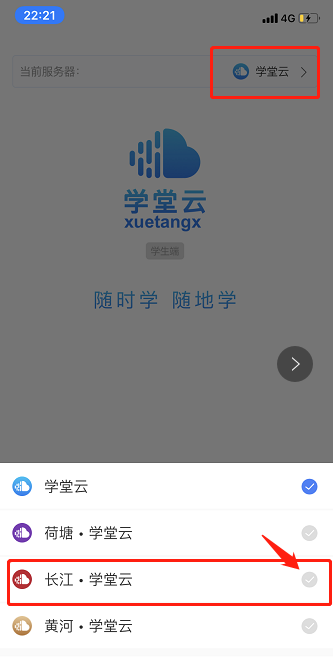 22:21
4G
当前服务器：
学堂云
学堂云
xuetangx
学生端
随时学 随地学
学堂云
荷塘・学堂云
长江・学堂云
黄河・学堂云